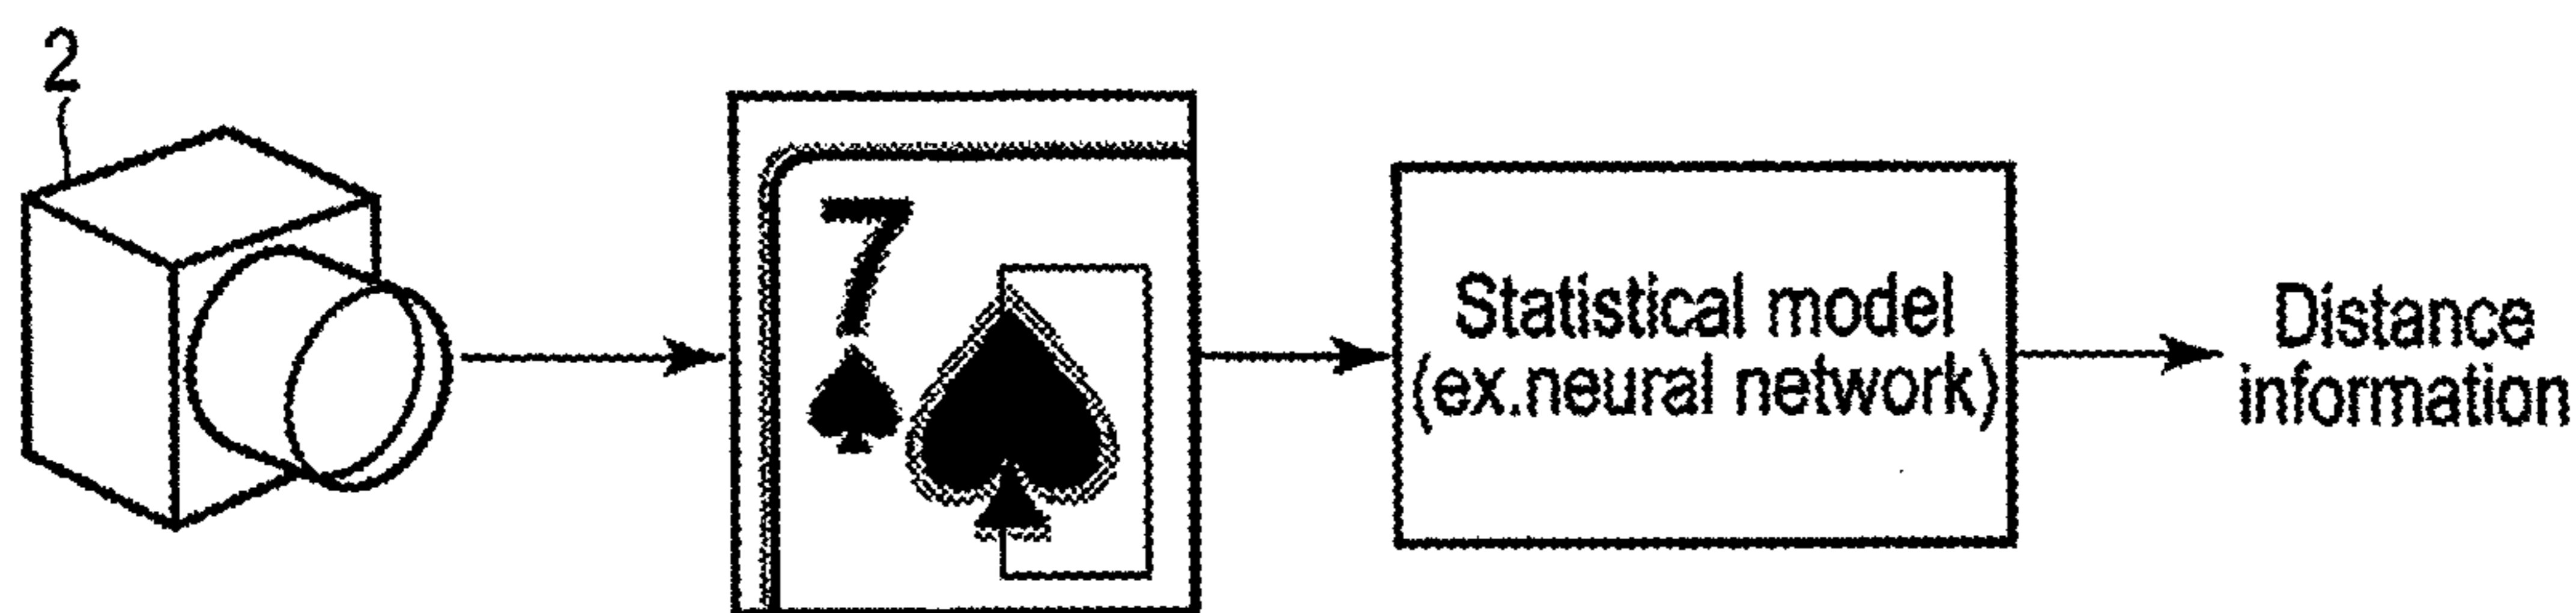 2
7
Statistical model
(ex.neural network)
Distance
information